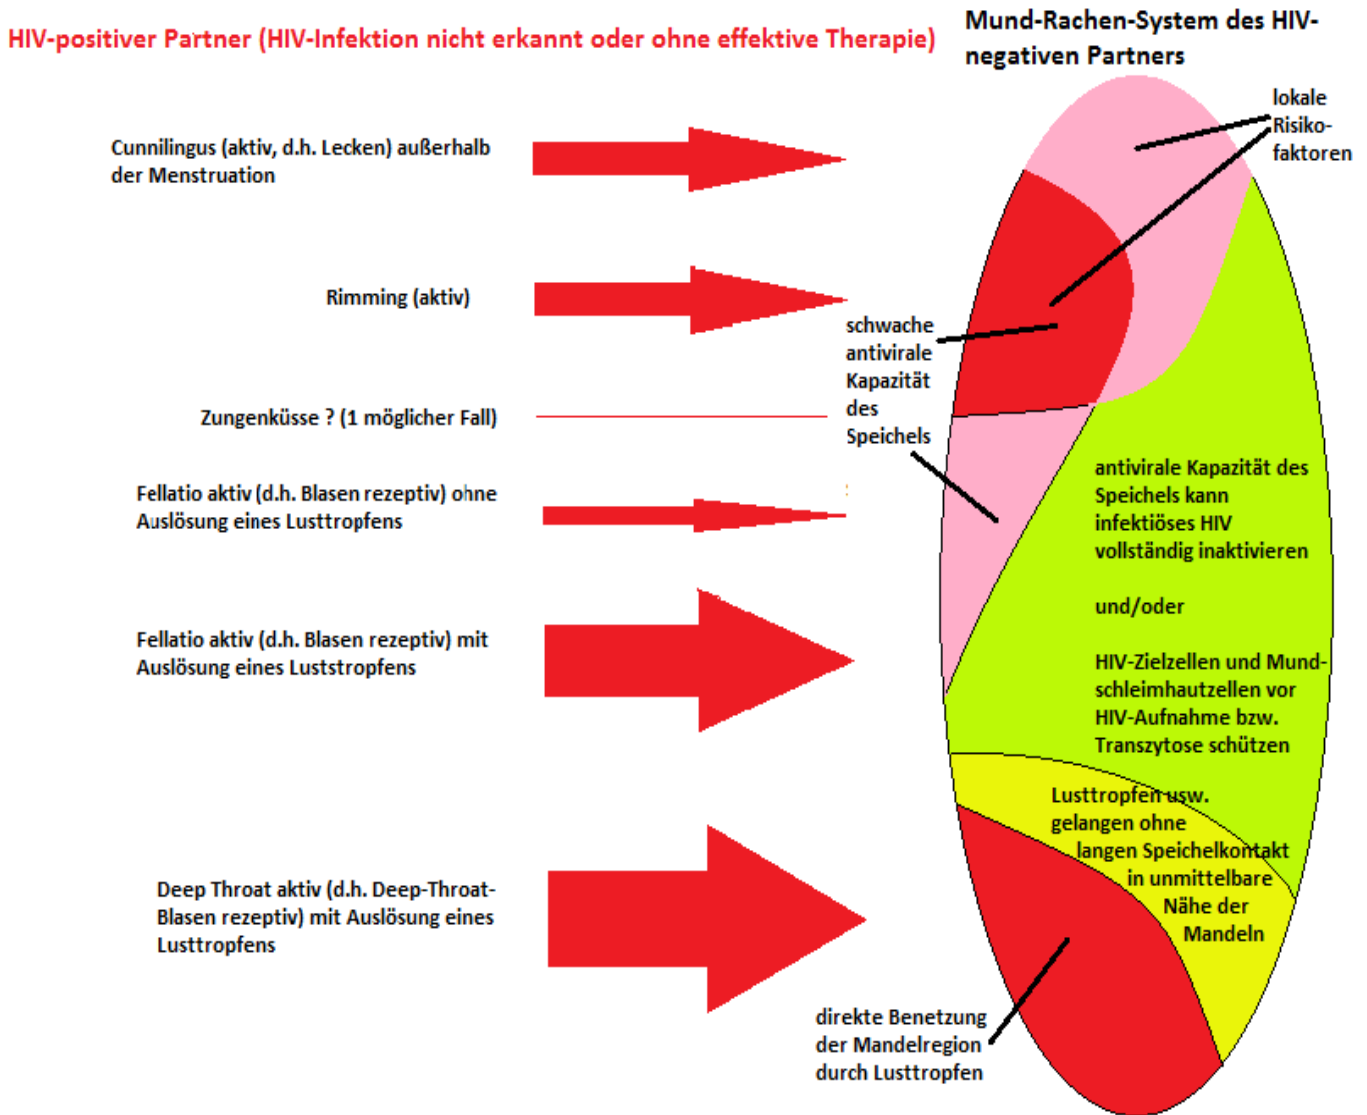 HIV-positiver Partner (HIV-Infektion nicht erkannt oder ohne effektive Therapie)
Mund-Rachen-System des HIV-
negativen Partners
lokale
Risiko-
faktoren
Cunnilingus (aktiv, d.h. Lecken) außerhalb
der Menstruation
Rimming (aktiv)
schwache
antivirale
Kapazität
des
Speichels
Zungenküsse ? (1 möglicher Fall)
Fellatio aktiv (d.h. Blasen rezeptiv) ohne
Auslösung eines Lusttropfens
antivirale Kapazität des
Speichels kann
infektiöses HIV
vollständig inaktivieren
und/oder
HIV-Zielzellen und Mund-
schleimhautzellen vor
HIV-Aufnahme bzw.
Transzytose schützen
Fellatio aktiv (d.h. Blasen rezeptiv) mit
Auslösung eines Luststropfens
Lusttropfen usw.
gelangen ohne
langen Speichelkontakt
in unmittelbare
Nähe der
Mandeln
Deep Throat aktiv (d.h. Deep-Throat-
Blasen rezeptiv) mit Auslösung eines
Lusttropfens
direkte Benetzung
der Mandelregion
durch Lusttropfen